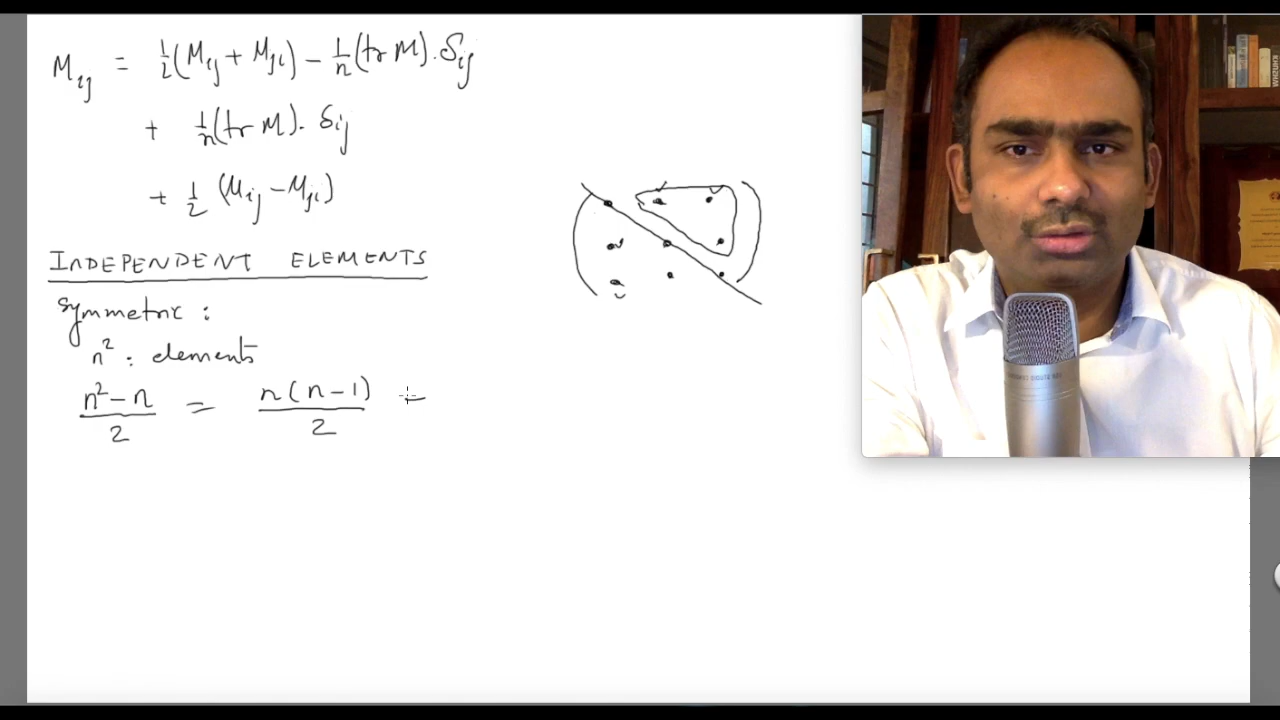 M_ij = 1/2(M_ij + M_ji) - 1/n(tr M). δ_ij
+ 1/n(tr M). δ_ij
+ 1/2 (M_ij - M_ji)
INDEPENDENT ELEMENTS
Symmetric :
n² : elements
(n² - n)/2 = n(n-1)/2 +